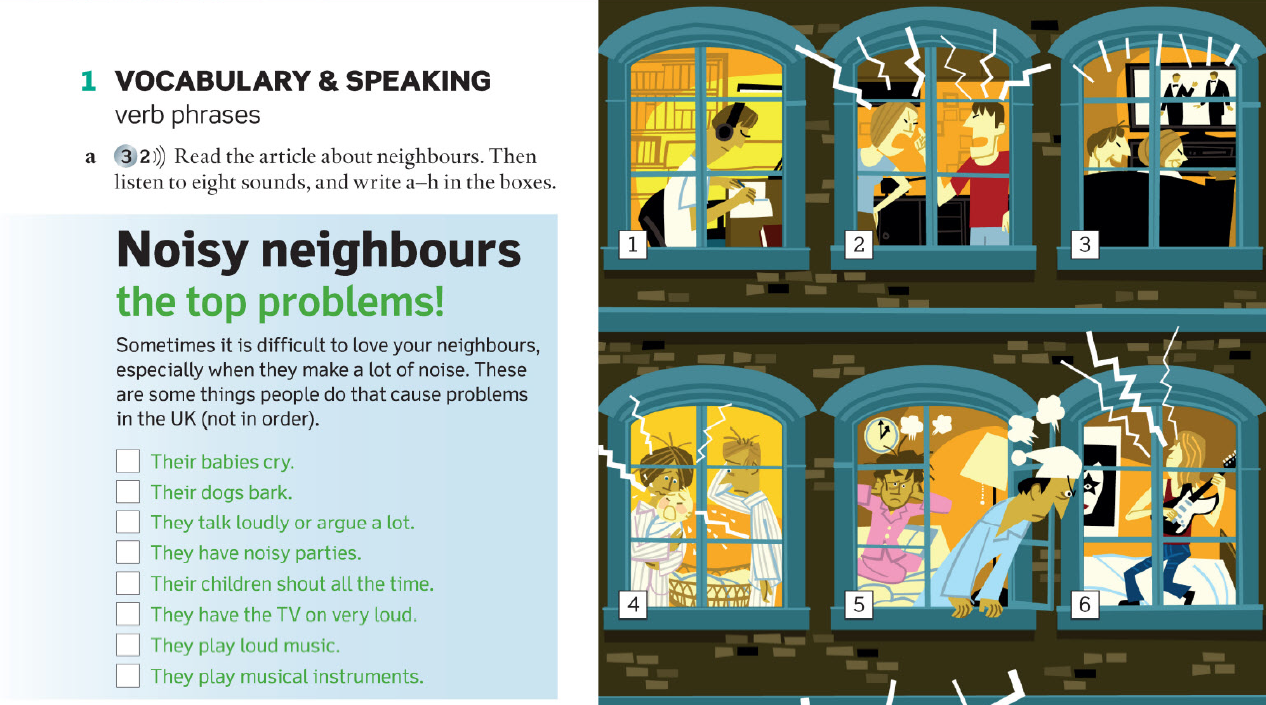 1 VOCABULARY & SPEAKING
verb phrases
a 3 2))) Read the article about neighbours. Then
listen to eight sounds, and write a–h in the boxes.
Noisy neighbours
the top problems!
Sometimes it is difficult to love your neighbours,
especially when they make a lot of noise. These
are some things people do that cause problems
in the UK (not in order).
Their babies cry.
Their dogs bark.
They talk loudly or argue a lot.
They have noisy parties.
Their children shout all the time.
They have the TV on very loud.
They play loud music.
They play musical instruments.
1
2
3
4
5
6